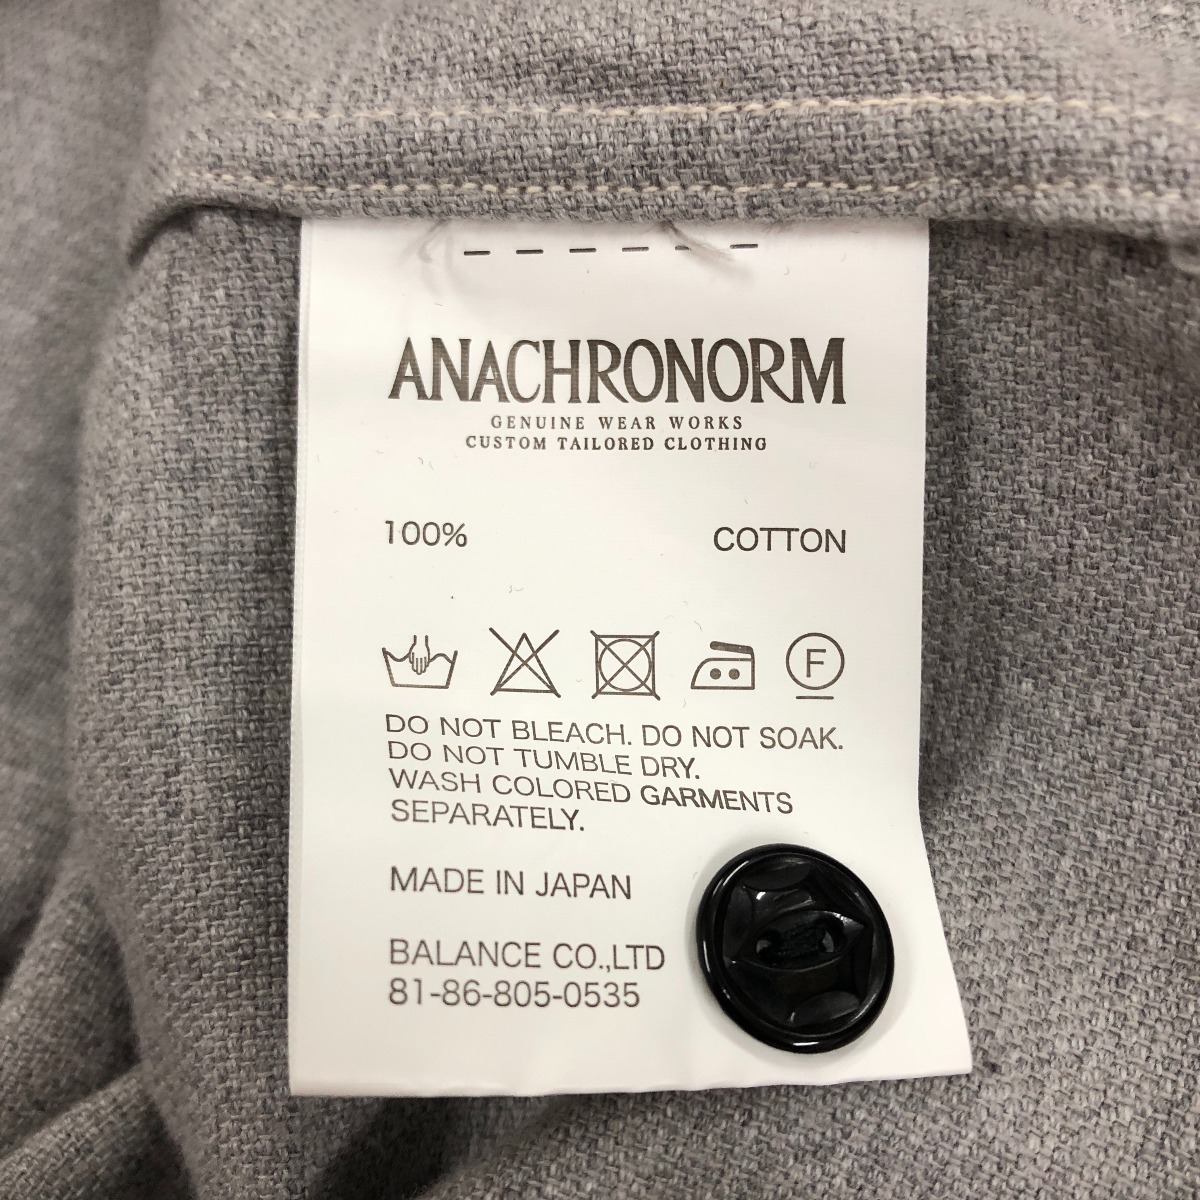 ANACHRONORM
GENUINE WEAR WORKS
CUSTOM TAILORED CLOTHING
100% COTTON
F
DO NOT BLEACH. DO NOT SOAK.
DO NOT TUMBLE DRY.
WASH COLORED GARMENTS
SEPARATELY.
MADE IN JAPAN
BALANCE CO.,LTD
81-86-805-0535